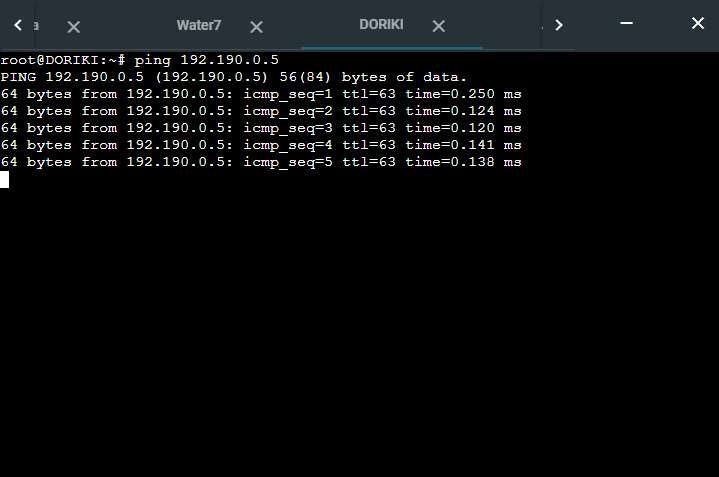 a Water7 DORIKI
root@DORIKI:~# ping 192.190.0.5
PING 192.190.0.5 (192.190.0.5) 56(84) bytes of data.
64 bytes from 192.190.0.5: icmp_seq=1 ttl=63 time=0.250 ms
64 bytes from 192.190.0.5: icmp_seq=2 ttl=63 time=0.124 ms
64 bytes from 192.190.0.5: icmp_seq=3 ttl=63 time=0.120 ms
64 bytes from 192.190.0.5: icmp_seq=4 ttl=63 time=0.141 ms
64 bytes from 192.190.0.5: icmp_seq=5 ttl=63 time=0.138 ms